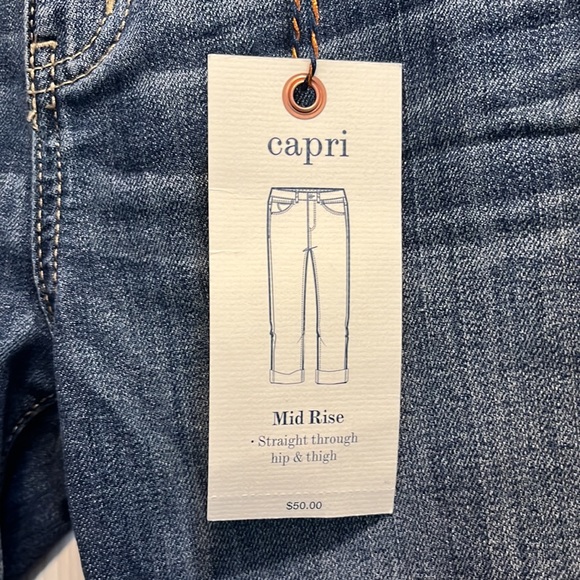 capri
Mid Rise
• Straight through
hip & thigh
$50.00